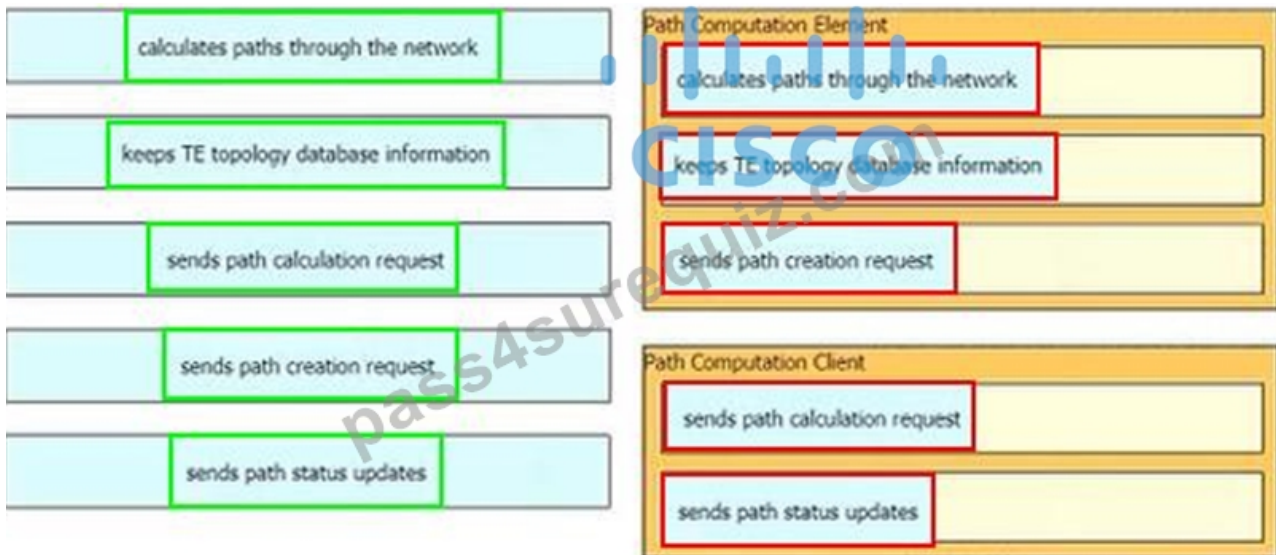 calculates paths through the network
keeps TE topology database information
sends path calculation request
sends path creation request
sends path status updates
Path Computation Element
calculates paths through the network
keeps TE topology database information
sends path creation request
Path Computation Client
sends path calculation request
sends path status updates
CISCO
pass4surequiz.com